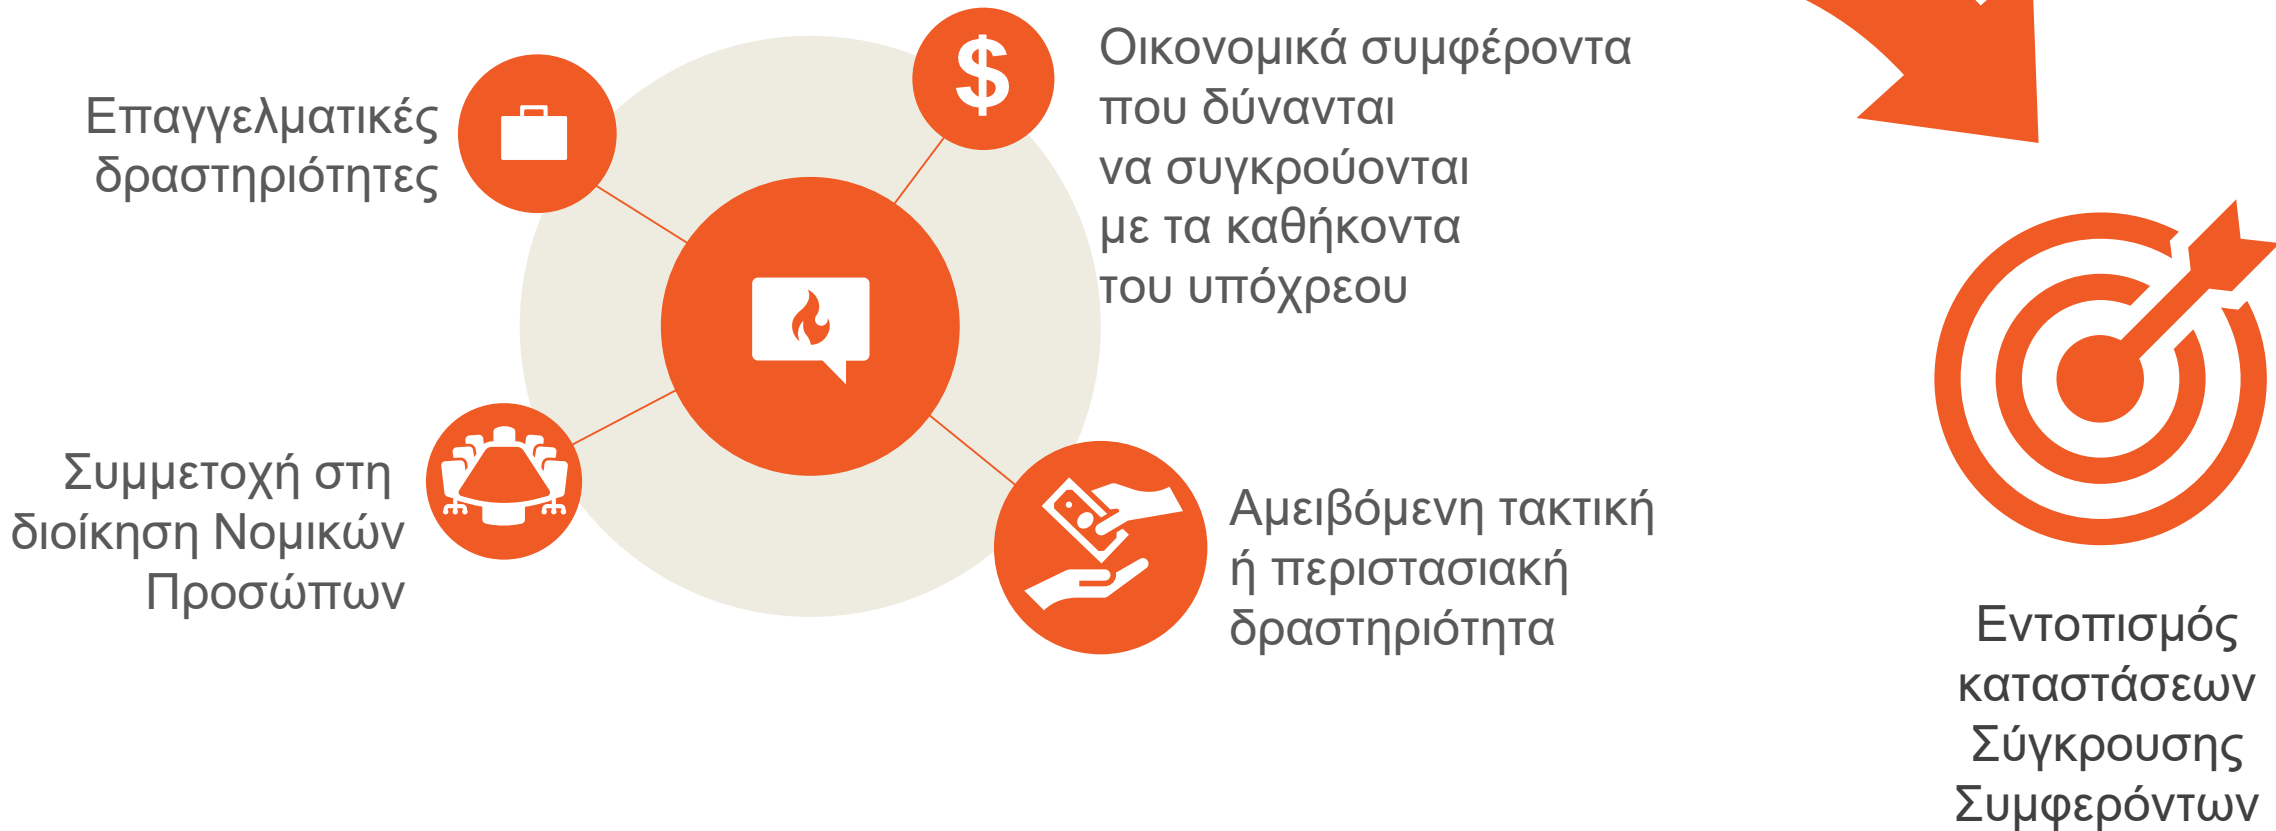 Επαγγελματικές
δραστηριότητες
$
Οικονομικά συμφέροντα
που δύνανται
να συγκρούονται
με τα καθήκοντα
του υπόχρεου
Συμμετοχή στη
διοίκηση Νομικών
Προσώπων
Αμειβόμενη τακτική
ή περιστασιακή
δραστηριότητα
Εντοπισμός
καταστάσεων
Σύγκρουσης
Συμφερόντων